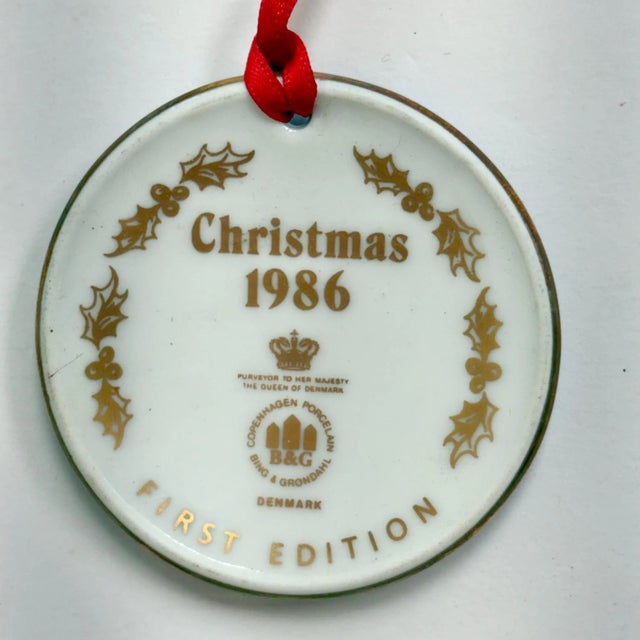 Christmas
1986
PURVEYOR TO HER MAJESTY
THE QUEEN OF DENMARK
COPENHAGEN PORCELAIN
B&G
BING & GRONDAHL
DENMARK
FIRST EDITION